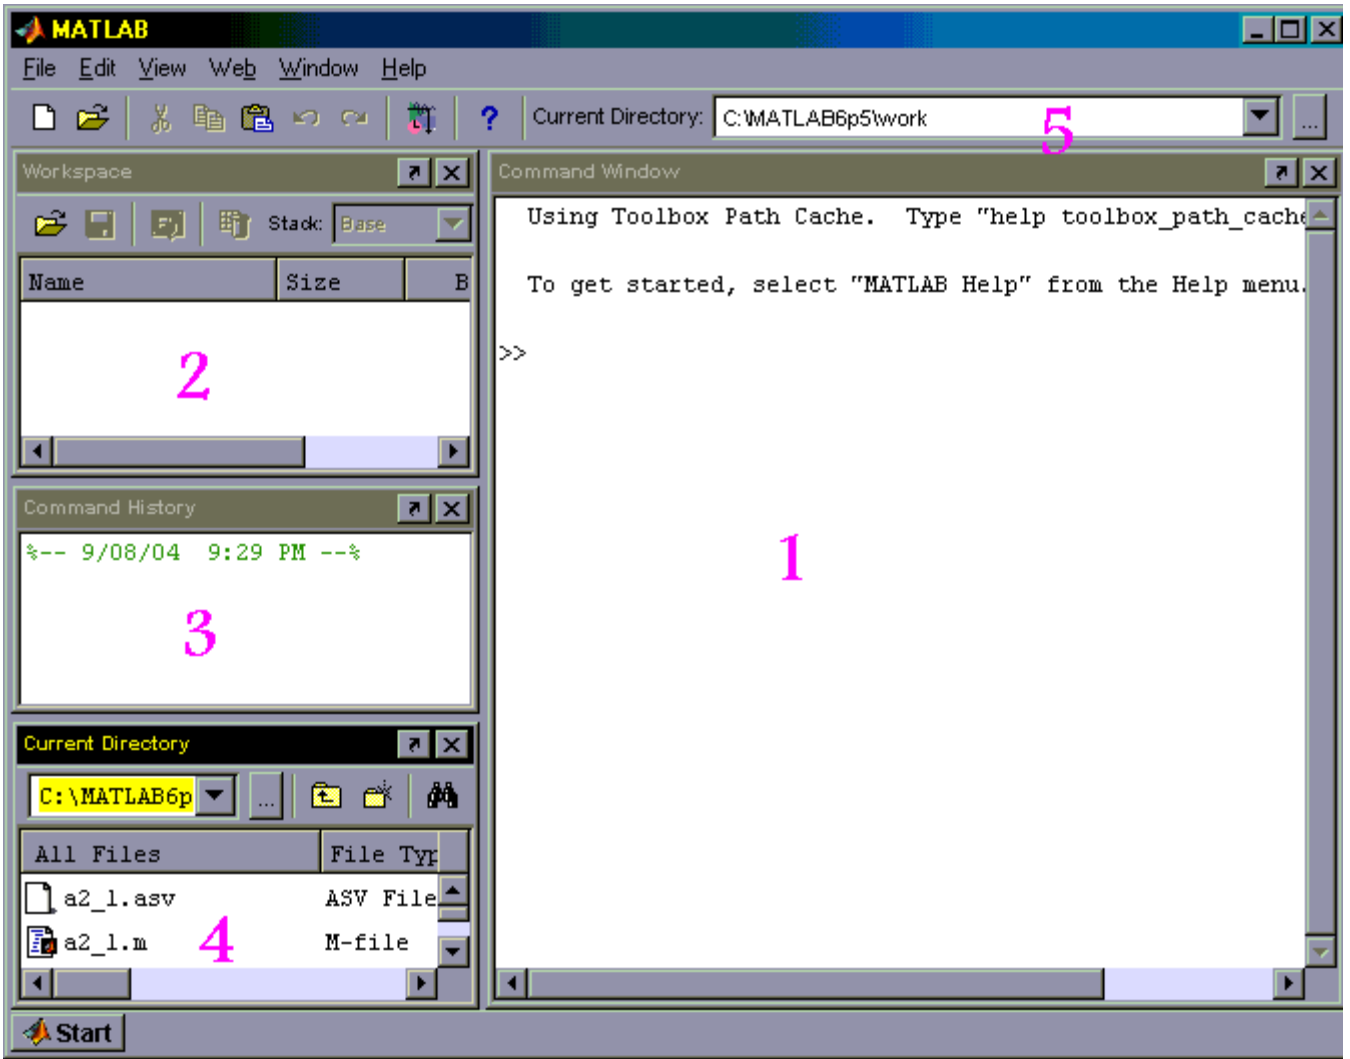 MATLAB
File Edit View Web Window Help
? Current Directory: C:\MATLAB6p5\work ...
5
Workspace
Stack: Base
Name Size B
2
Command History
%-- 9/08/04 9:29 PM --%
3
Current Directory
C:\MATLAB6p ...
All Files File Typ
a2_1.asv ASV File
a2_1.m M-file
4
Command Window
Using Toolbox Path Cache. Type "help toolbox_path_cache
To get started, select "MATLAB Help" from the Help menu.
>>
1
Start